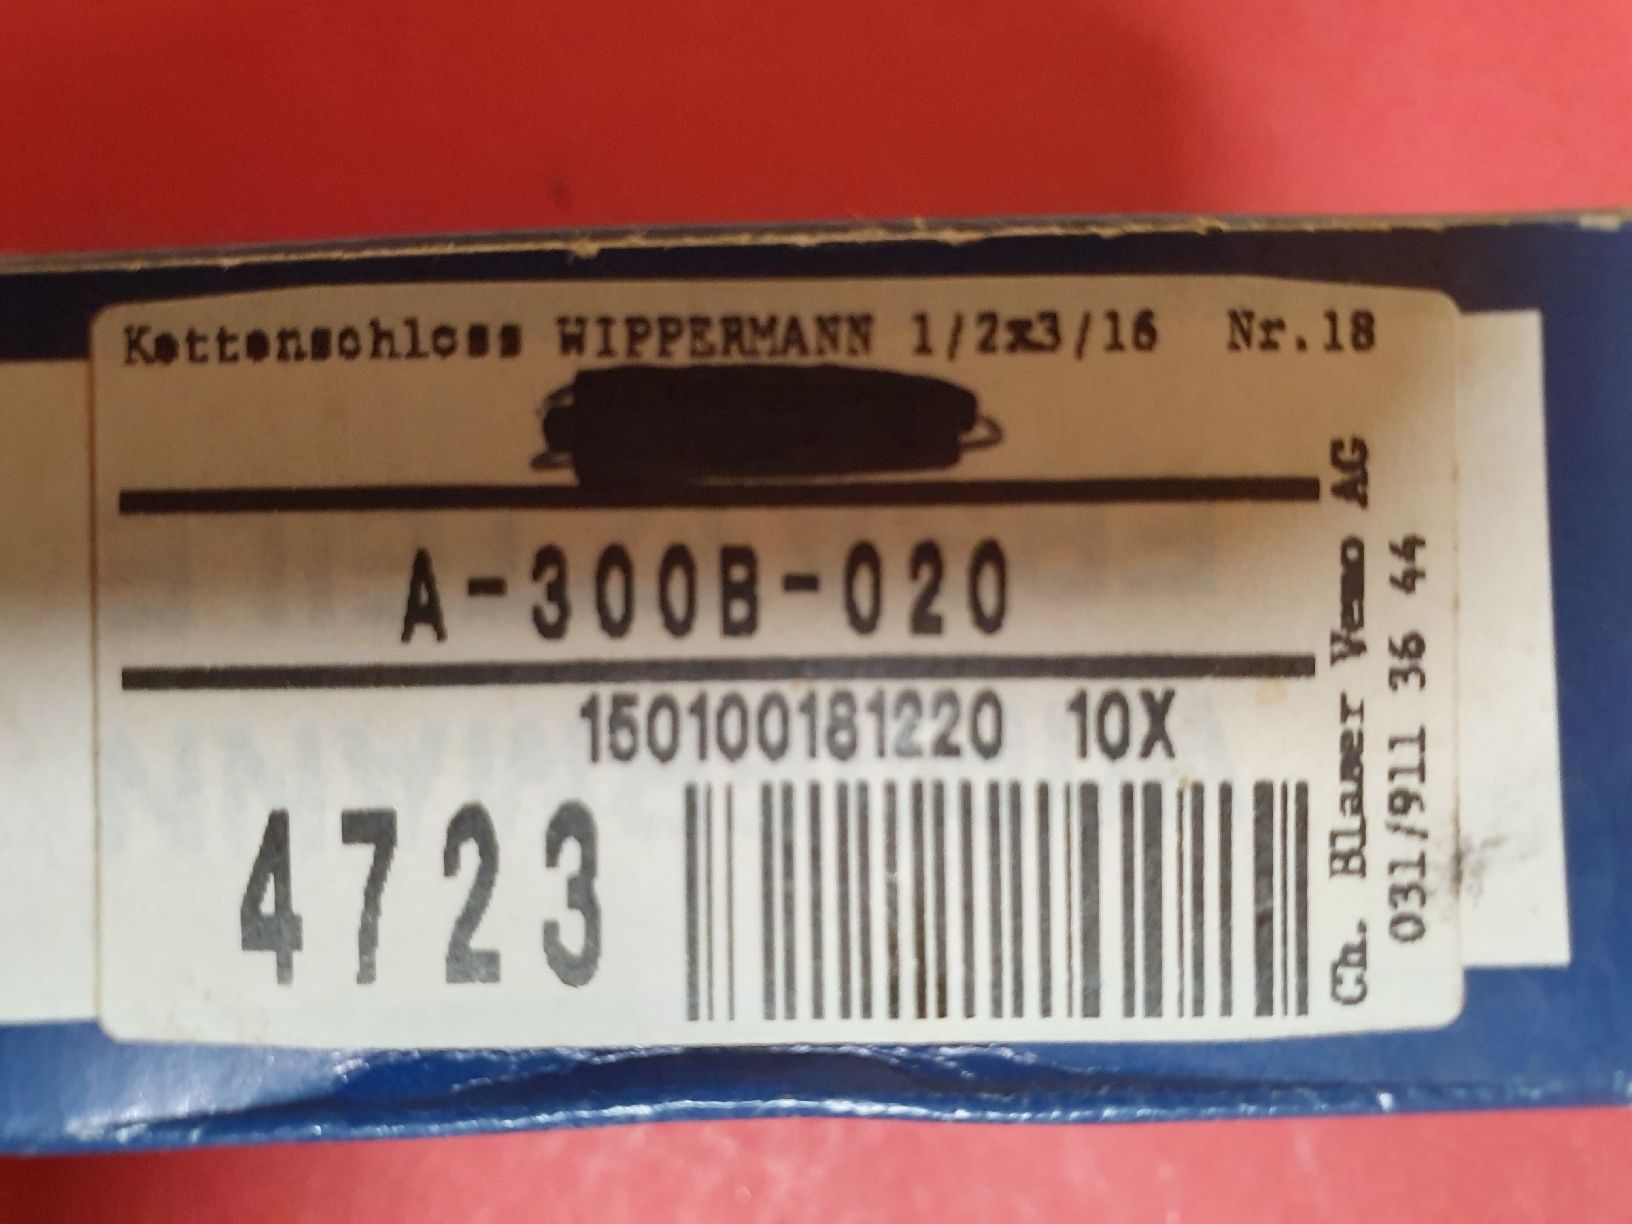 Kettenschloss WIPPERMANN 1/2x3/16 Nr.18
A-300B-020
150100181220 10X
4723
Ch. Blaser Vemo AG
031/911 36 44